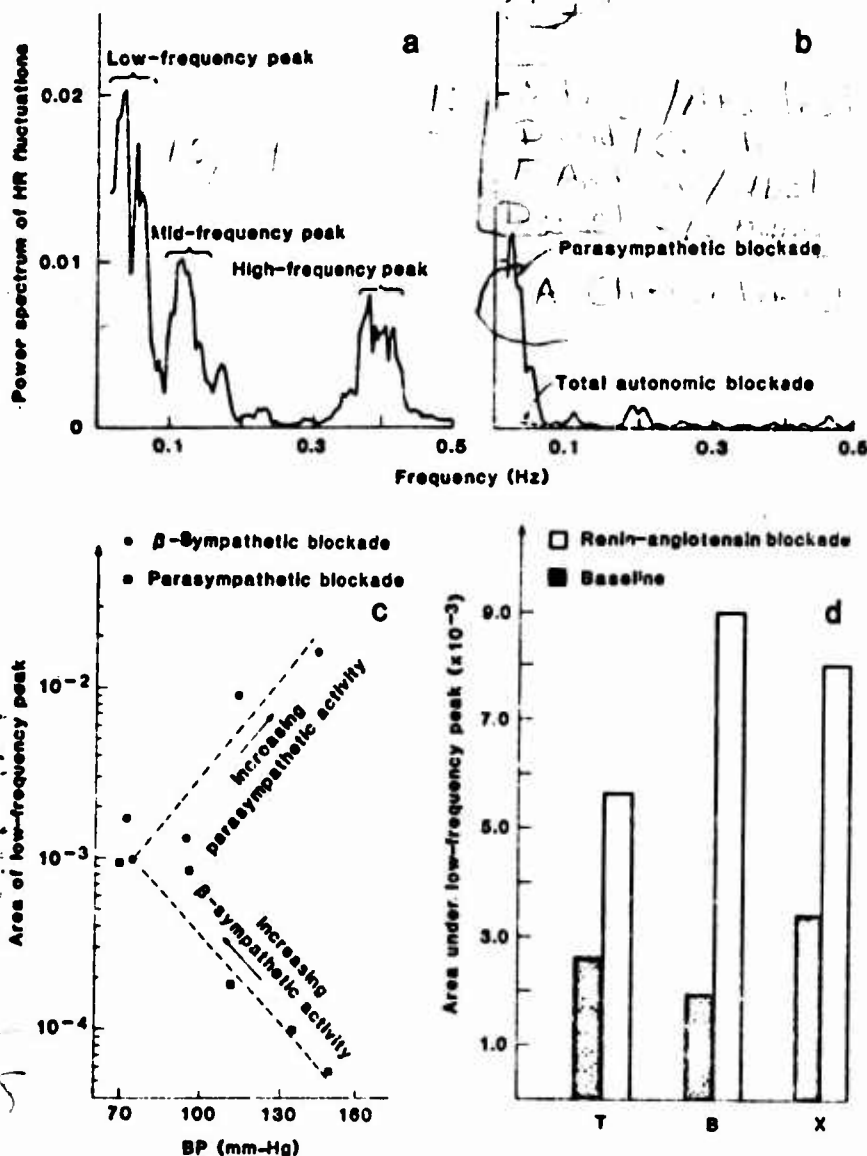 a
b
Low-frequency peak
0.02
Mid-frequency peak
High-frequency peak
0.01
Parasympathetic blockade
Total autonomic blockade
0
0.1
0.3
0.5
0.1
0.3
0.5
Power spectrum of HR fluctuations
Frequency (Hz)
β-Sympathetic blockade
Parasympathetic blockade
c
10⁻²
10⁻³
10⁻⁴
Increasing
parasympathetic activity
Increasing
β-sympathetic activity
Area of low-frequency peak
70
100
130
160
BP (mm-Hg)
Renin-angiotensin blockade
Baseline
d
9.0
7.0
5.0
3.0
1.0
Area under low-frequency peak (x10⁻³)
T
B
X